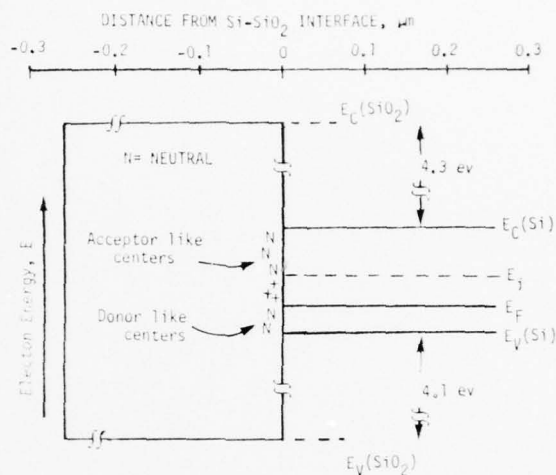 DISTANCE FROM Si-SiO2 INTERFACE, μm
-0.3 -0.2 -0.1 0 0.1 0.2 0.3
EC(SiO2)
N= NEUTRAL
4.3 ev
EC(Si)
N
Acceptor like
centers
N
N
Ei
+
+
+
EF
N
Donor like
centers
N
EV(Si)
Electon Energy, E
4.1 ev
EV(SiO2)